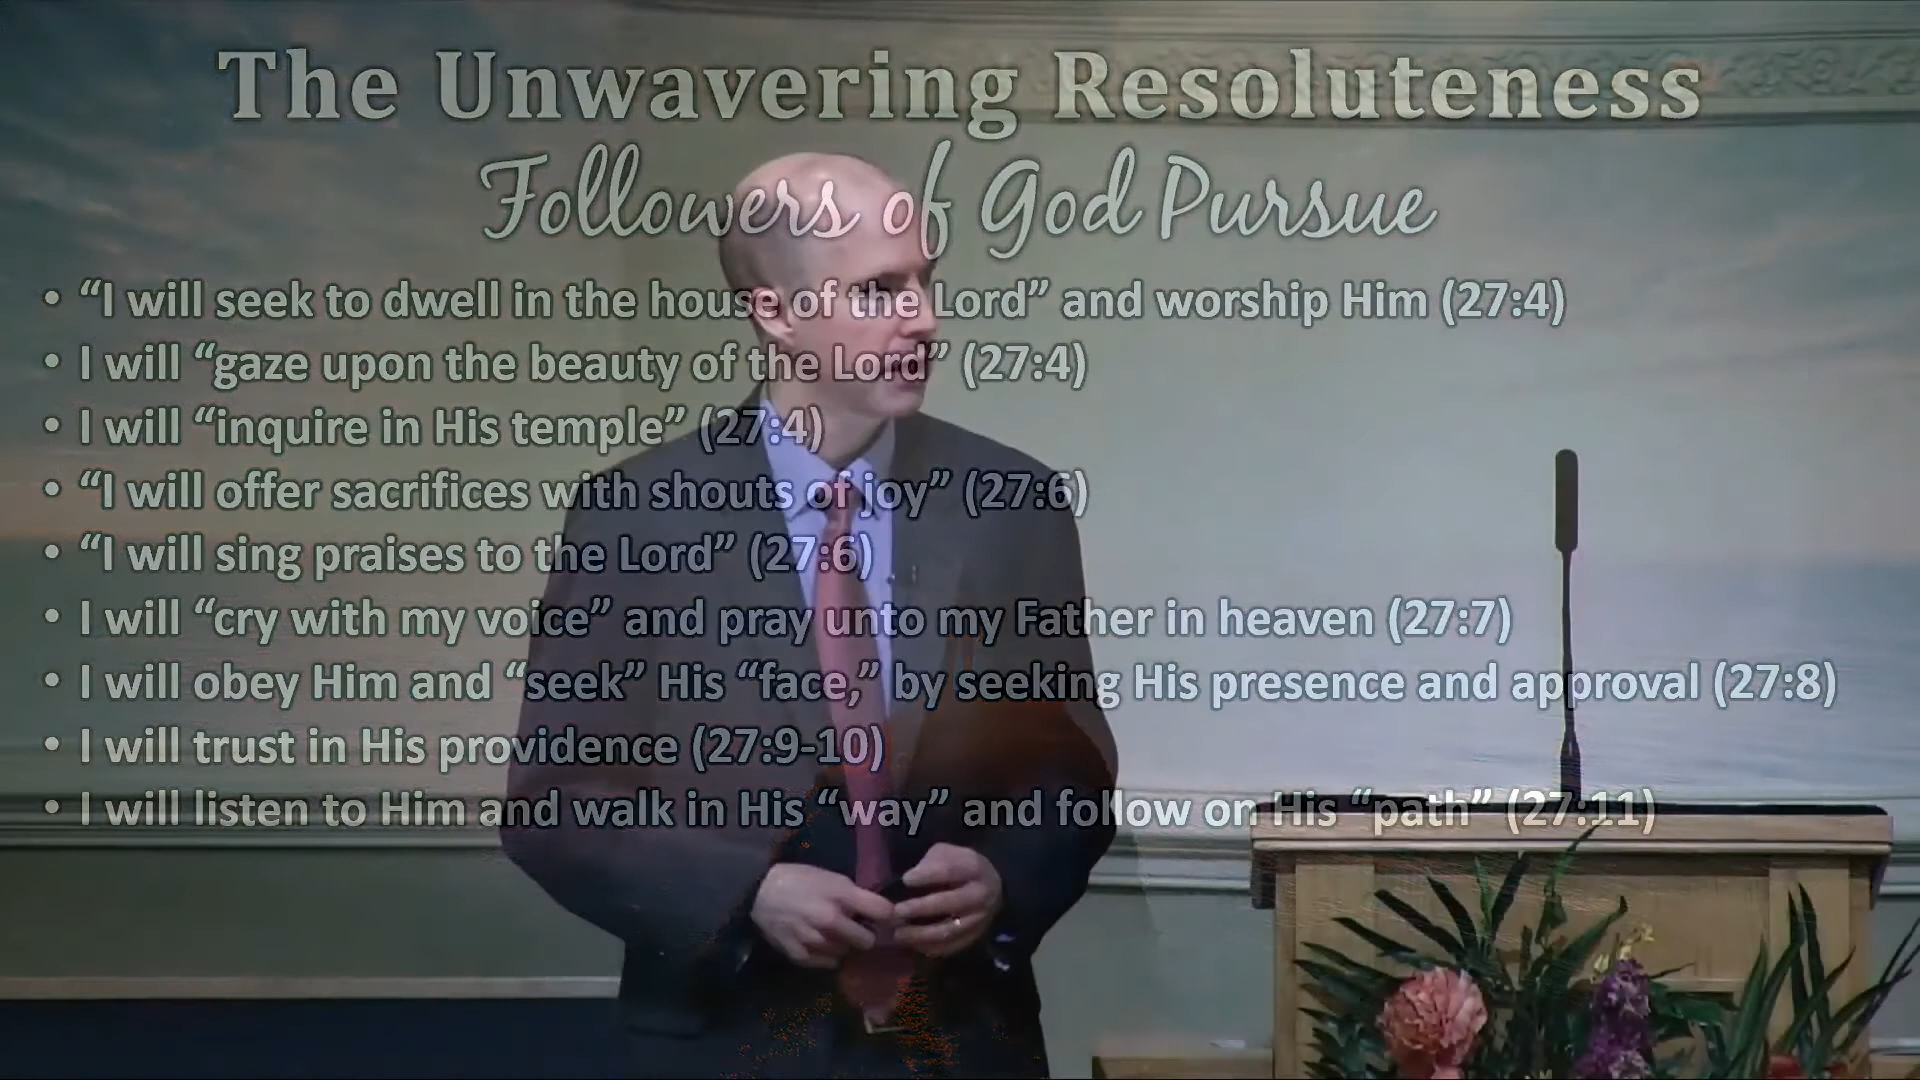 The Unwavering Resoluteness
Followers of God Pursue
• “I will seek to dwell in the house of the Lord” and worship Him (27:4)
• I will “gaze upon the beauty of the Lord” (27:4)
• I will “inquire in His temple” (27:4)
• “I will offer sacrifices with shouts of joy” (27:6)
• “I will sing praises to the Lord” (27:6)
• I will “cry with my voice” and pray unto my Father in heaven (27:7)
• I will obey Him and “seek” His “face,” by seeking His presence and approval (27:8)
• I will trust in His providence (27:9-10)
• I will listen to Him and walk in His “way” and follow on His “path” (27:11)